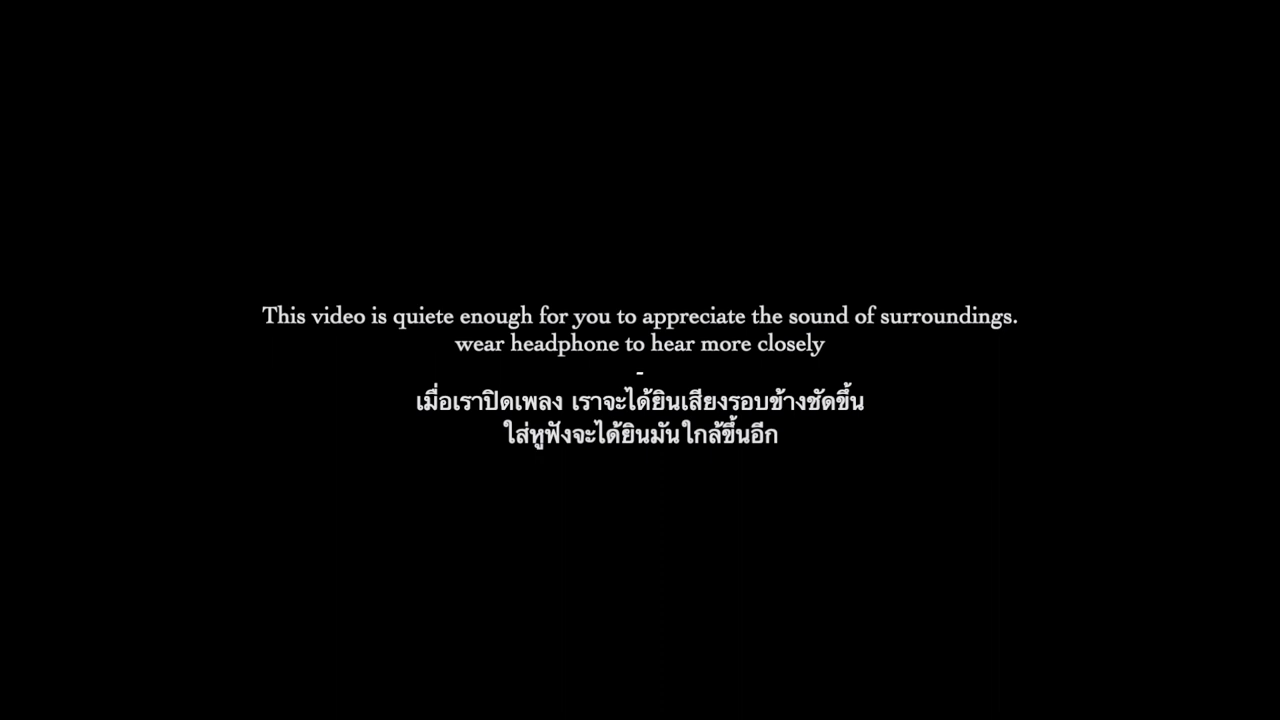 This video is quiete enough for you to appreciate the sound of surroundings.
wear headphone to hear more closely
-
เมื่อเราปิดเพลง เราจะได้ยินเสียงรอบข้างชัดขึ้น
ใส่หูฟังจะได้ยินมันใกล้ขึ้นอีก